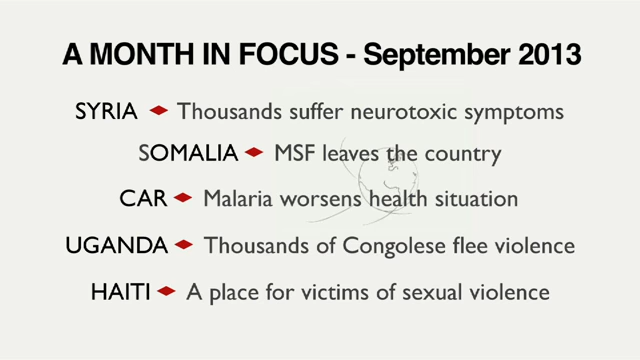 A MONTH IN FOCUS - September 2013
SYRIA ♦ Thousands suffer neurotoxic symptoms
SOMALIA ♦ MSF leaves the country
CAR ♦ Malaria worsens health situation
UGANDA ♦ Thousands of Congolese flee violence
HAITI ♦ A place for victims of sexual violence